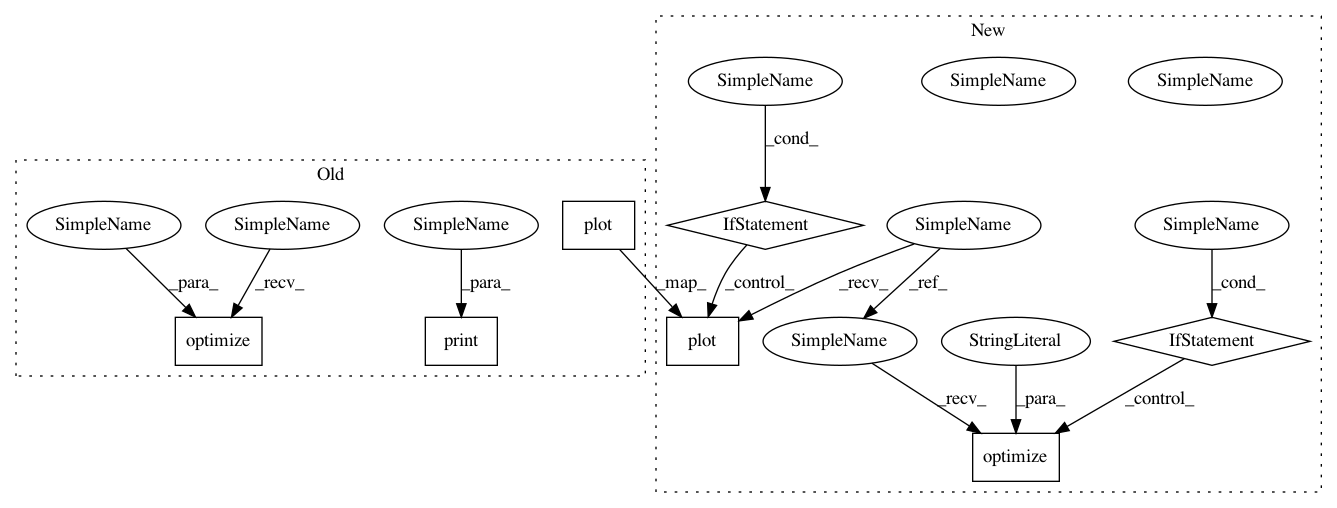 New
SimpleName
SimpleName
SimpleName
_cond_
Old
SimpleName
SimpleName
SimpleName
plot
IfStatement
SimpleName
SimpleName
_para_
_recv_
_para_
_map_
_control_
_recv_
_ref_
_cond_
optimize
print
plot
SimpleName
StringLiteral
IfStatement
_recv_
_para_
_control_
optimize